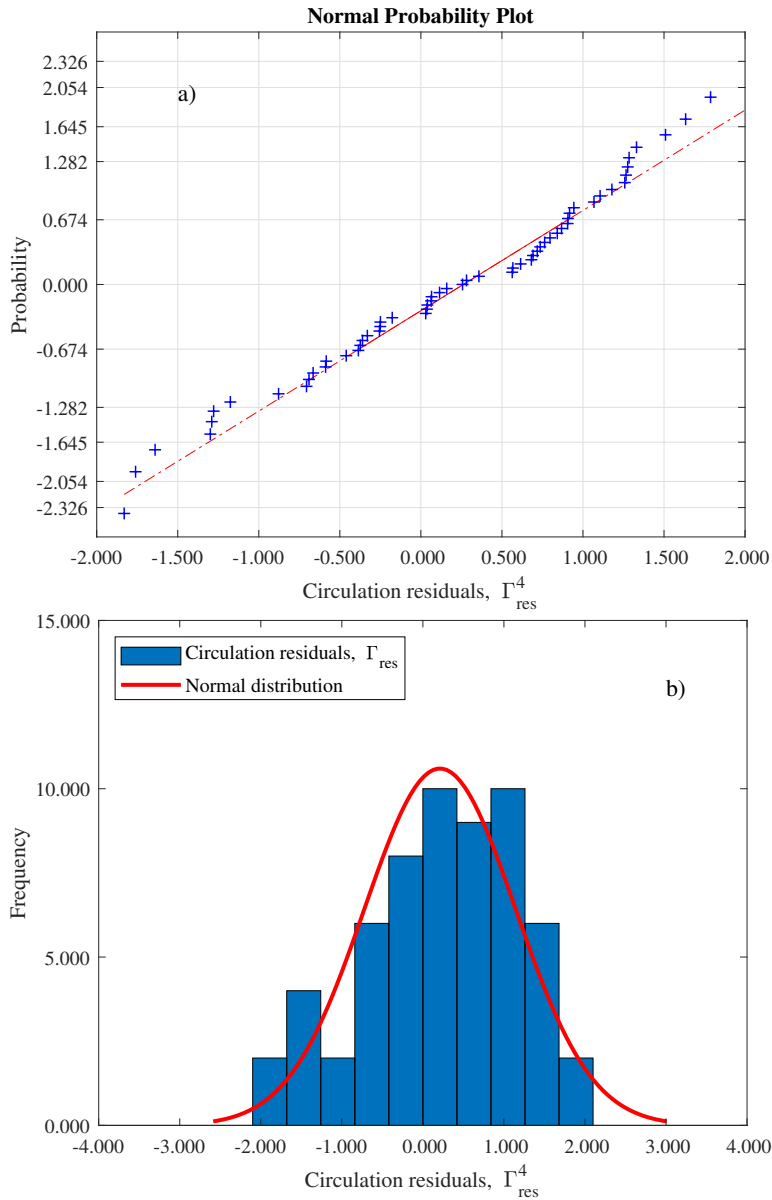 Normal Probability Plot
2.326
2.054
1.645
1.282
0.674
0.000
-0.674
-1.282
-1.645
-2.054
-2.326
Probability
a)
-2.000 -1.500 -1.000 -0.500 0.000 0.500 1.000 1.500 2.000
Circulation residuals, Γ⁴res
15.000
10.000
5.000
0.000
Frequency
Circulation residuals, Γres
Normal distribution
b)
-4.000 -3.000 -2.000 -1.000 0.000 1.000 2.000 3.000 4.000
Circulation residuals, Γ⁴res